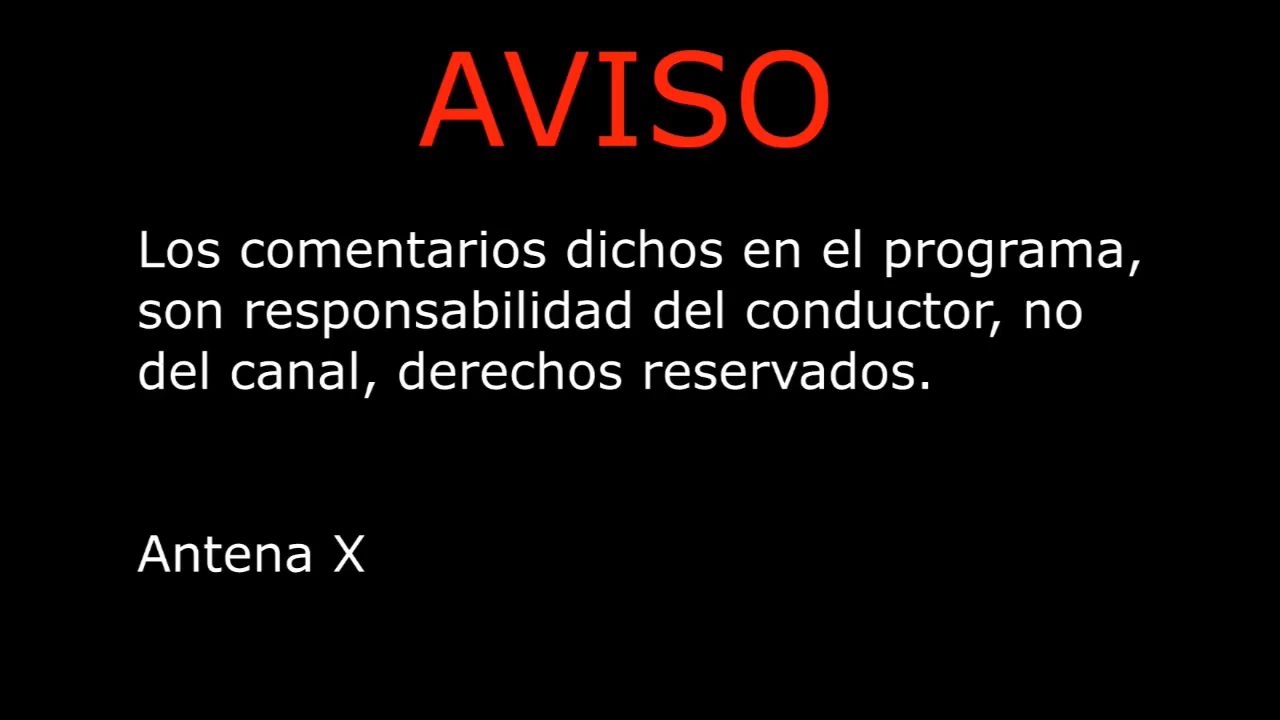 AVISO
Los comentarios dichos en el programa,
son responsabilidad del conductor, no
del canal, derechos reservados.
Antena X